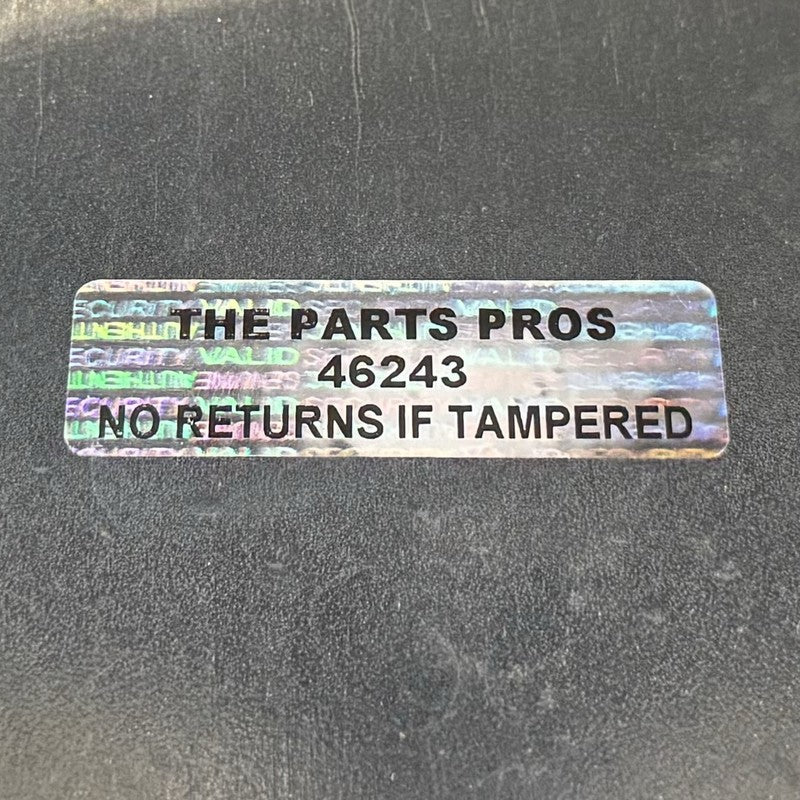 THE PARTS PROS
46243
NO RETURNS IF TAMPERED